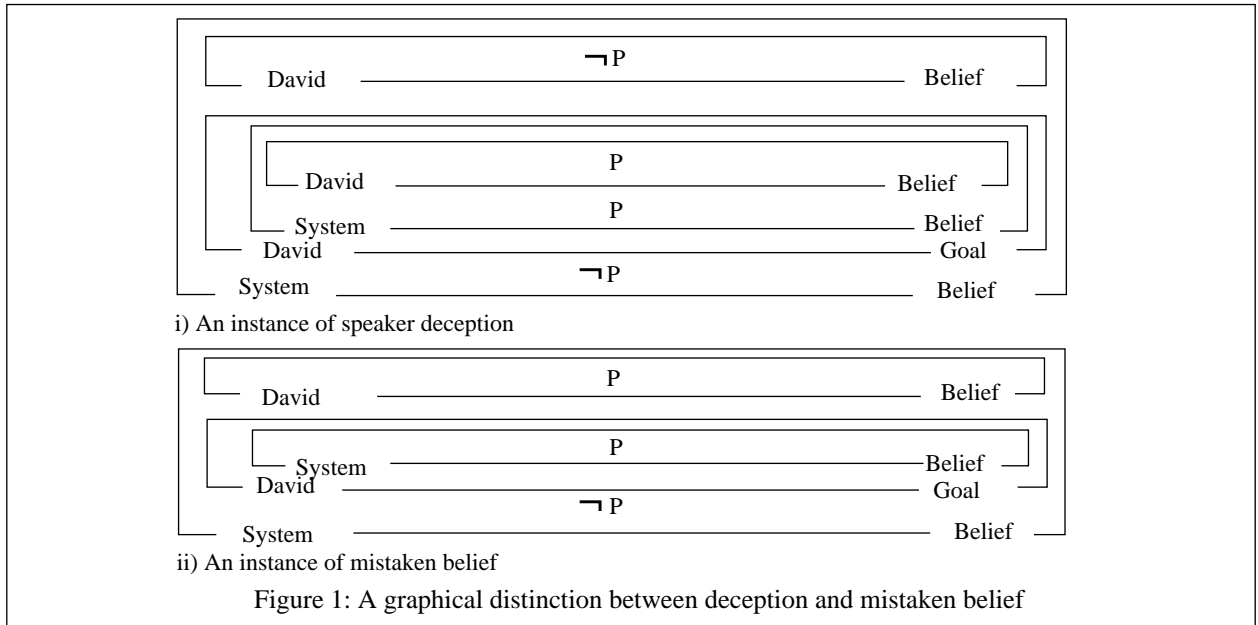 ¬ P
David Belief
P
David Belief
P
System Belief
David Goal
¬ P
System Belief
i) An instance of speaker deception
P
David Belief
P
System Belief
David Goal
¬ P
System Belief
ii) An instance of mistaken belief
Figure 1: A graphical distinction between deception and mistaken belief